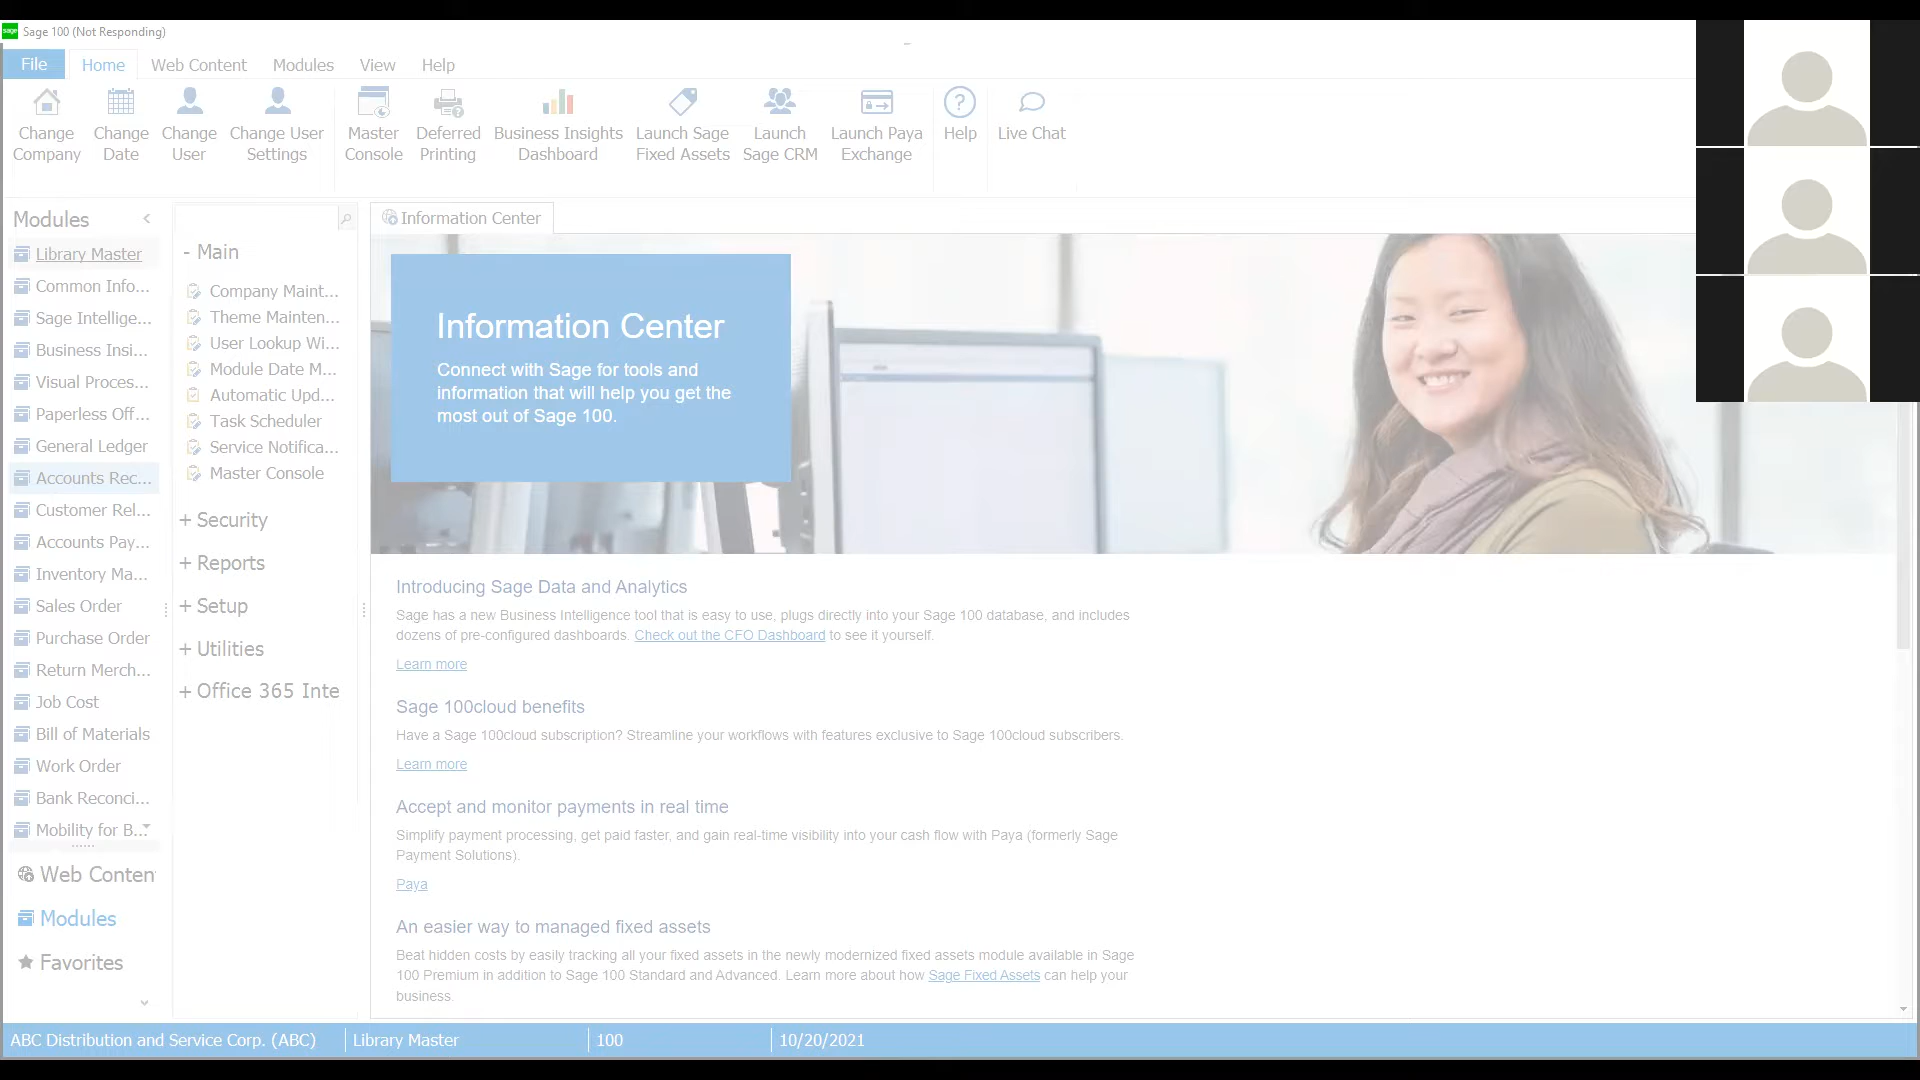 sage Sage 100 (Not Responding)
File Home Web Content Modules View Help
Change Company
Change Date
Change User
Change User Settings
Master Console
Deferred Printing
Business Insights Dashboard
Launch Sage Fixed Assets
Launch Sage CRM
Launch Paya Exchange
Help
Live Chat
Modules
Library Master
Common Info...
Sage Intellige...
Business Insi...
Visual Proces...
Paperless Off...
General Ledger
Accounts Rec...
Customer Rel...
Accounts Pay...
Inventory Ma...
Sales Order
Purchase Order
Return Merch...
Job Cost
Bill of Materials
Work Order
Bank Reconci...
Mobility for B...
Web Conten
Modules
Favorites
- Main
Company Maint...
Theme Mainten...
User Lookup Wi...
Module Date M...
Automatic Upd...
Task Scheduler
Service Notifica...
Master Console
+ Security
+ Reports
+ Setup
+ Utilities
+ Office 365 Inte
Information Center
Information Center
Connect with Sage for tools and
information that will help you get the
most out of Sage 100.
Introducing Sage Data and Analytics
Sage has a new Business Intelligence tool that is easy to use, plugs directly into your Sage 100 database, and includes
dozens of pre-configured dashboards. Check out the CFO Dashboard to see it yourself.
Learn more
Sage 100cloud benefits
Have a Sage 100cloud subscription? Streamline your workflows with features exclusive to Sage 100cloud subscribers.
Learn more
Accept and monitor payments in real time
Simplify payment processing, get paid faster, and gain real-time visibility into your cash flow with Paya (formerly Sage
Payment Solutions).
Paya
An easier way to managed fixed assets
Beat hidden costs by easily tracking all your fixed assets in the newly modernized fixed assets module available in Sage
100 Premium in addition to Sage 100 Standard and Advanced. Learn more about how Sage Fixed Assets can help your
business.
ABC Distribution and Service Corp. (ABC) Library Master 100 10/20/2021